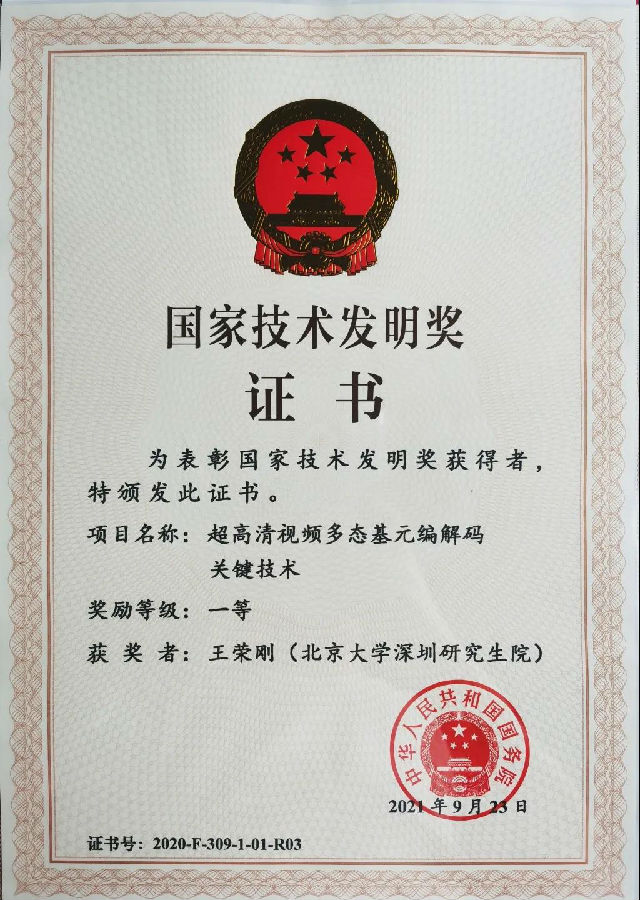 国家技术发明奖
证 书
为表彰国家技术发明奖获得者，
特颁发此证书。
项目名称：超高清视频多态基元编解码
关键技术
奖励等级：一等
获 奖 者：王荣刚（北京大学深圳研究生院）
中华人民共和国国务院
2021 年 9 月 23 日
证书号：2020-F-309-1-01-R03